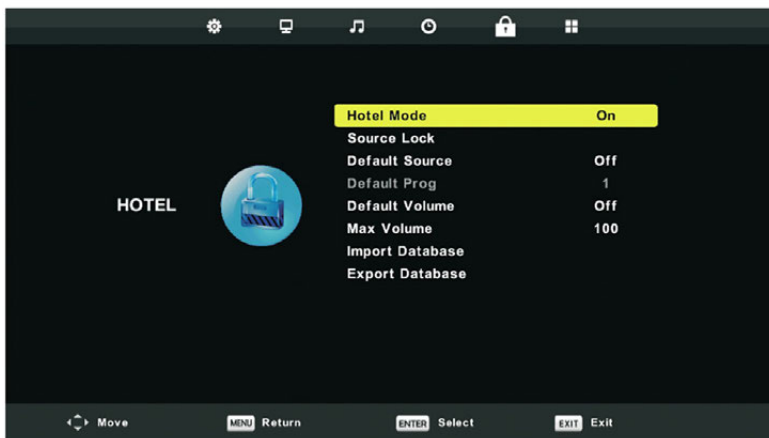 Hotel Mode On
Source Lock
Default Source Off
Default Prog 1
HOTEL
Default Volume Off
Max Volume 100
Import Database
Export Database
Move MENU Return ENTER Select EXIT Exit